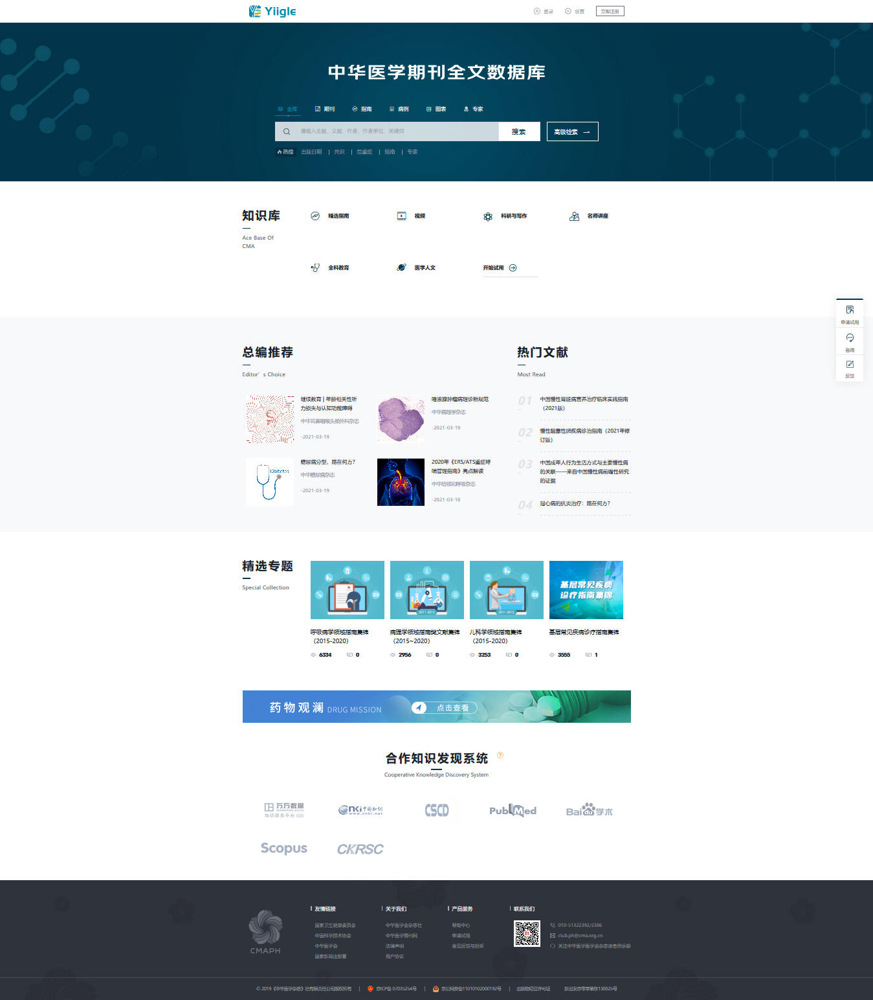 Yiigle
登录
设置
立即注册
中华医学期刊全文数据库
全库
期刊
指南
病例
图表
专家
请输入主题、文题、作者、作者单位、关键词
搜索
高级检索
热搜
出版日期 | 共识 | 危重症 | 指南 | 专家
知识库
Ace Base Of
CMA
精选指南
视频
科研与写作
名师讲座
全科教育
医学人文
开始试用
申请试用
咨询
反馈
总编推荐
Editor’s Choice
继续教育 | 年龄相关性听
力损失与认知功能障碍
中华耳鼻咽喉头颈外科杂志
-2021-03-19
唾液腺肿瘤病理诊断规范
中华病理学杂志
-2021-03-19
Diabetes
糖尿病分型，路在何方？
中华糖尿病杂志
-2021-03-19
2020年《ERS/ATS重症哮
喘管理指南》亮点解读
中华结核和呼吸杂志
-2021-03-18
热门文献
Most Read
01
中国慢性肾脏病营养治疗临床实践指南
（2021版）
02
慢性阻塞性肺疾病诊治指南（2021年修
订版）
03
中国成年人行为生活方式与主要慢性病
的关联——来自中国慢性病前瞻性研究
的证据
04
冠心病的抗炎治疗：路在何方？
精选专题
Special Collection
2011-2015
2011-2015
基层常见疾病
诊疗指南集锦
呼吸病学领域指南集锦
（2015-2020）
6334
0
病理学领域指南类文献集锦
（2015~2020）
2956
0
儿科学领域指南集锦
（2015-2020）
3253
0
基层常见疾病诊疗指南集锦
3555
1
药物观澜 DRUG MISSION
点击查看
合作知识发现系统
Cooperative Knowledge Discovery System
万方数据
WANFANG DATA
知识服务平台
cnki 中国知网
www.cnki.net
CSCD
PubMed
Baidu学术
Scopus
CKRSC
CMAPH
友情链接
国家卫生健康委员会
中国科学技术协会
中华医学会
国家新闻出版署
关于我们
中华医学会杂志社
中华医学期刊网
法律声明
用户协议
产品服务
帮助中心
申请试用
意见反馈与投诉
联系我们
010-51322392/2386
club.ph@cma.org.cn
关注中华医学医学会杂志读者俱乐部
© 2019《中华医学杂志》社有限责任公司版权所有 | 京ICP备 07035254号 | 京公网安备11010102000192号 | 出版物经营许可证 新出发京零字第东130025号